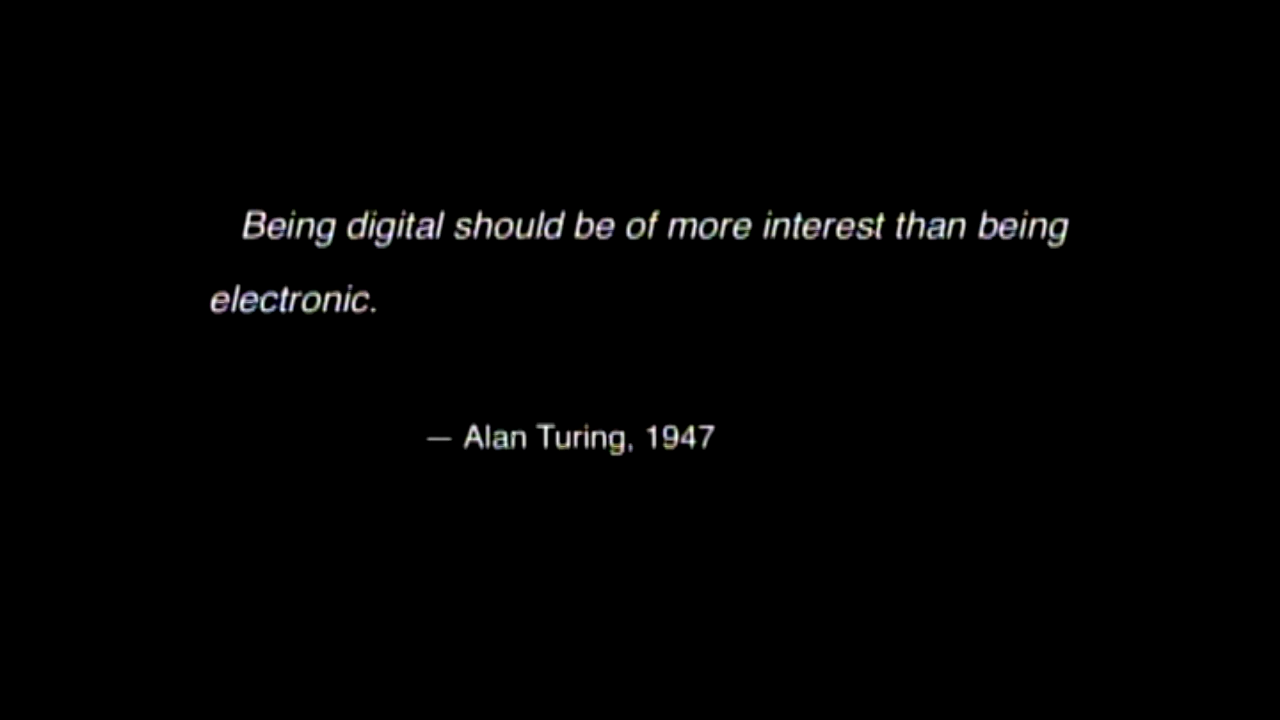 Being digital should be of more interest than being
electronic.
— Alan Turing, 1947